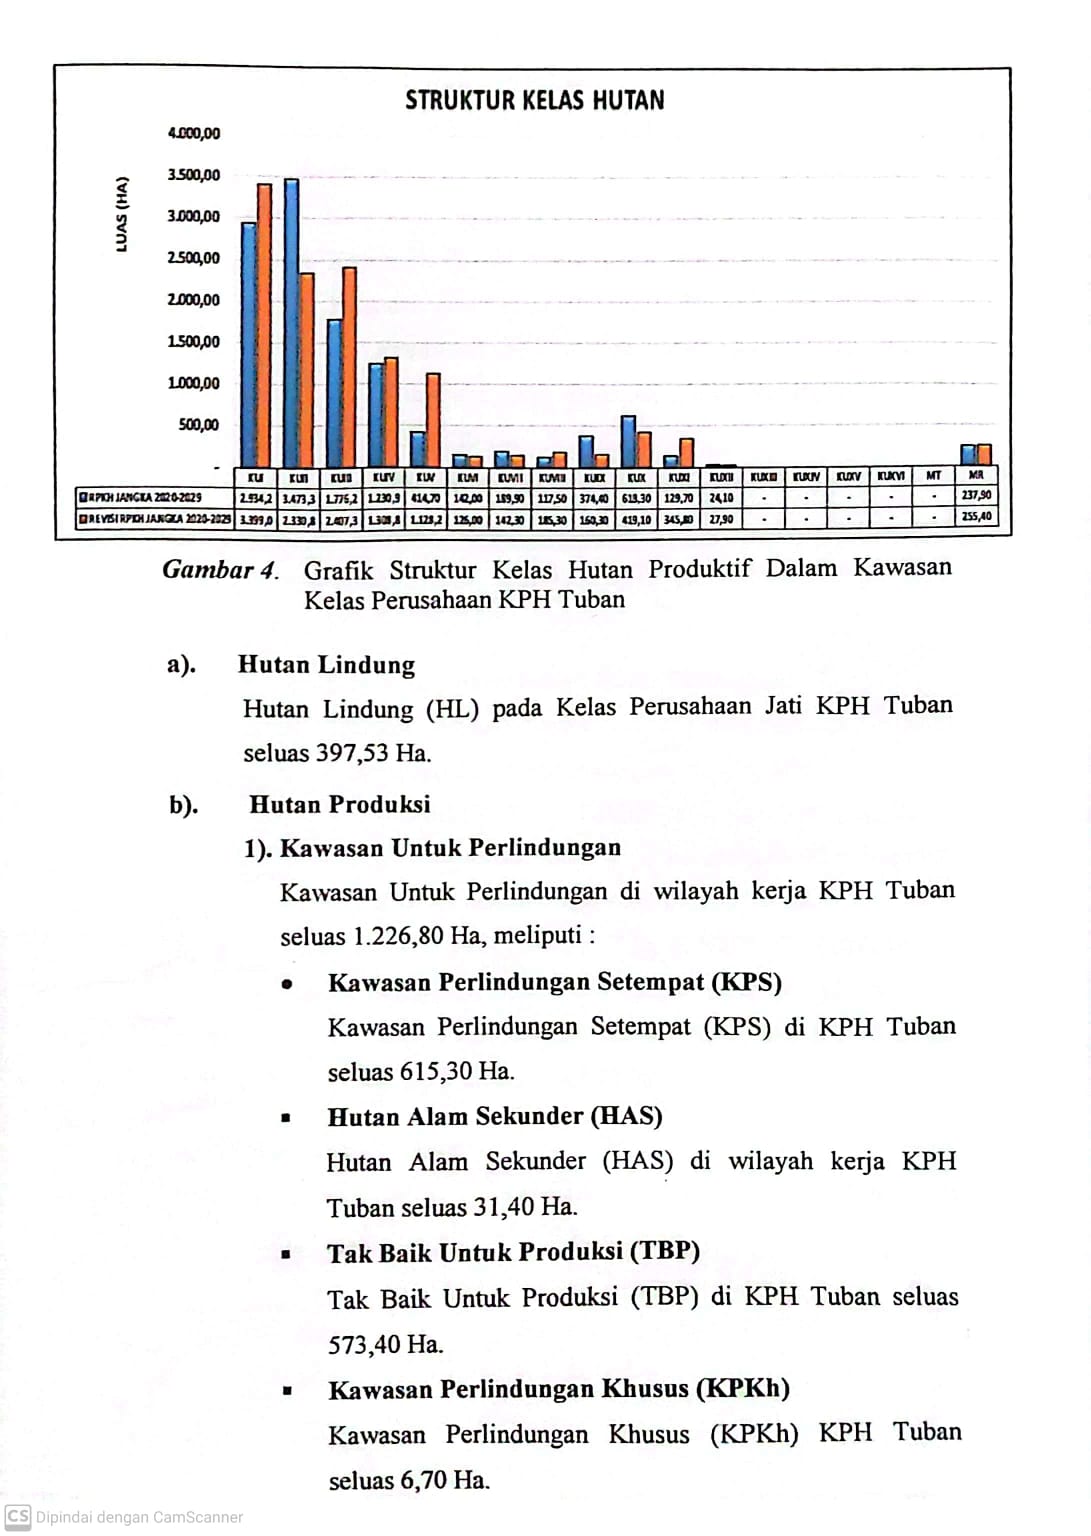 STRUKTUR KELAS HUTAN
LUAS (HA)
4.000,00
3.500,00
3.000,00
2.500,00
2.000,00
1.500,00
1.000,00
500,00
-
KU I KU II KU III KU IV KU V KU VI KU VII KU VIII KU IX KU X KU XI KU XII KU XIII KU XIV KU XV KU XVI MT MR
RPKH JANGKA 2020-2029 2.934,2 3.473,3 1.775,2 1.230,9 414,70 142,00 189,90 117,50 374,40 613,30 129,70 24,10 - - - - - 237,90
REVISI RPKH JANGKA 2020-2029 3.399,0 2.330,8 2.407,3 1.308,8 1.123,2 125,00 142,30 185,30 150,30 419,10 345,80 27,90 - - - - - 255,40
Gambar 4. Grafik Struktur Kelas Hutan Produktif Dalam Kawasan
Kelas Perusahaan KPH Tuban
a). Hutan Lindung
Hutan Lindung (HL) pada Kelas Perusahaan Jati KPH Tuban
seluas 397,53 Ha.
b). Hutan Produksi
1). Kawasan Untuk Perlindungan
Kawasan Untuk Perlindungan di wilayah kerja KPH Tuban
seluas 1.226,80 Ha, meliputi :
• Kawasan Perlindungan Setempat (KPS)
Kawasan Perlindungan Setempat (KPS) di KPH Tuban
seluas 615,30 Ha.
▪ Hutan Alam Sekunder (HAS)
Hutan Alam Sekunder (HAS) di wilayah kerja KPH
Tuban seluas 31,40 Ha.
▪ Tak Baik Untuk Produksi (TBP)
Tak Baik Untuk Produksi (TBP) di KPH Tuban seluas
573,40 Ha.
▪ Kawasan Perlindungan Khusus (KPKh)
Kawasan Perlindungan Khusus (KPKh) KPH Tuban
seluas 6,70 Ha.
CS Dipindai dengan CamScanner